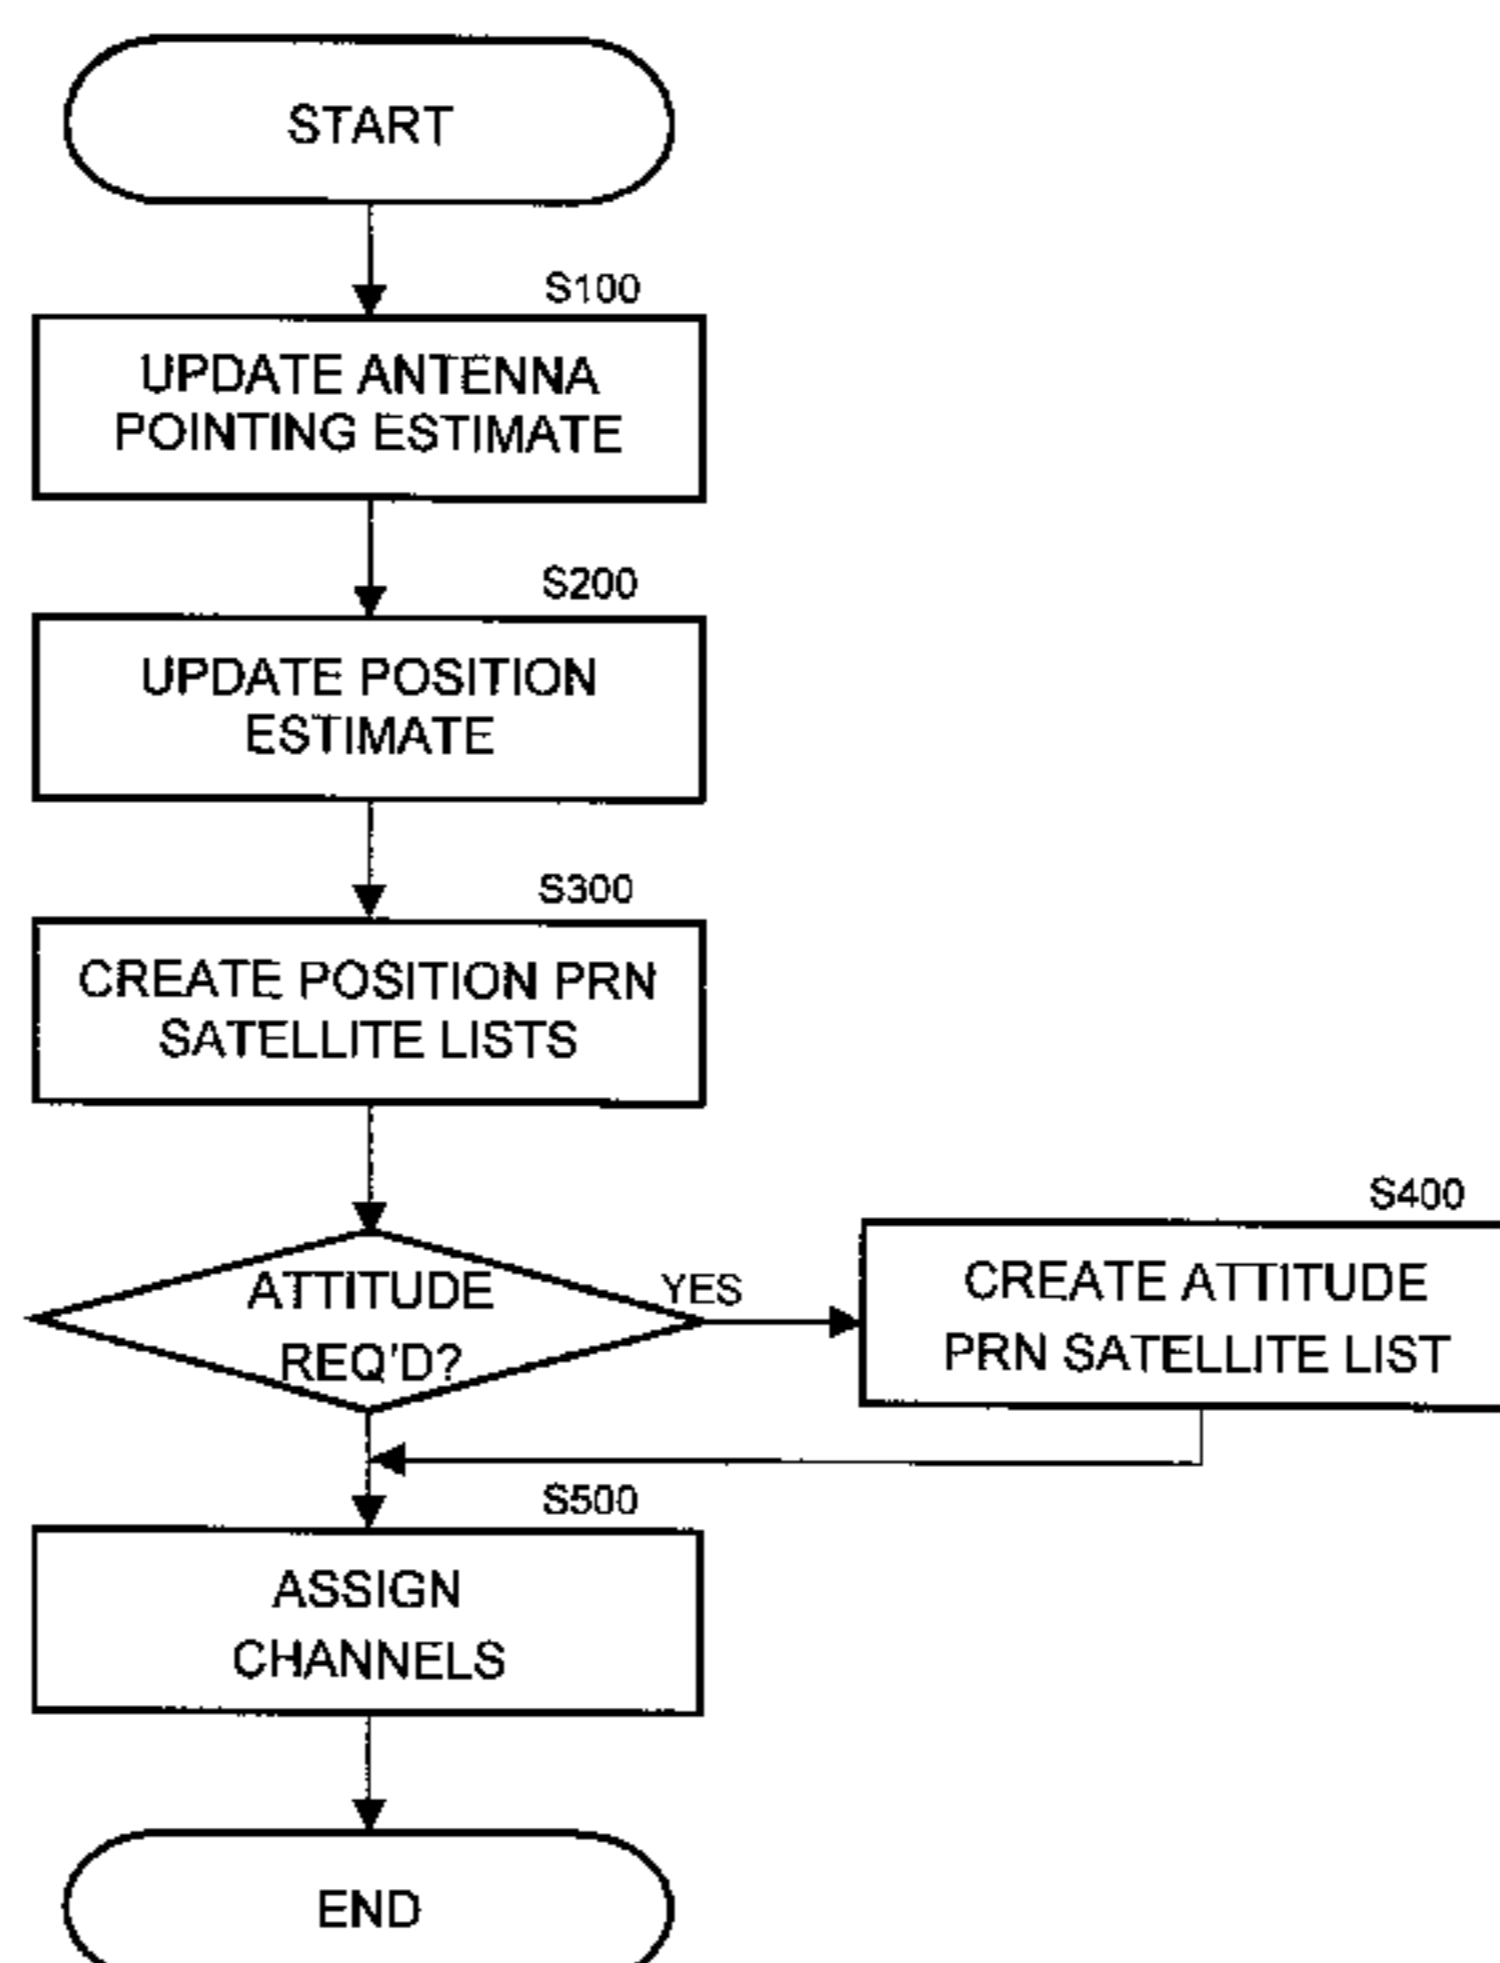 START
S100
UPDATE ANTENNA
POINTING ESTIMATE
S200
UPDATE POSITION
ESTIMATE
S300
CREATE POSITION PRN
SATELLITE LISTS
ATTITUDE
REQ'D?
YES
S400
CREATE ATTITUDE
PRN SATELLITE LIST
S500
ASSIGN
CHANNELS
END